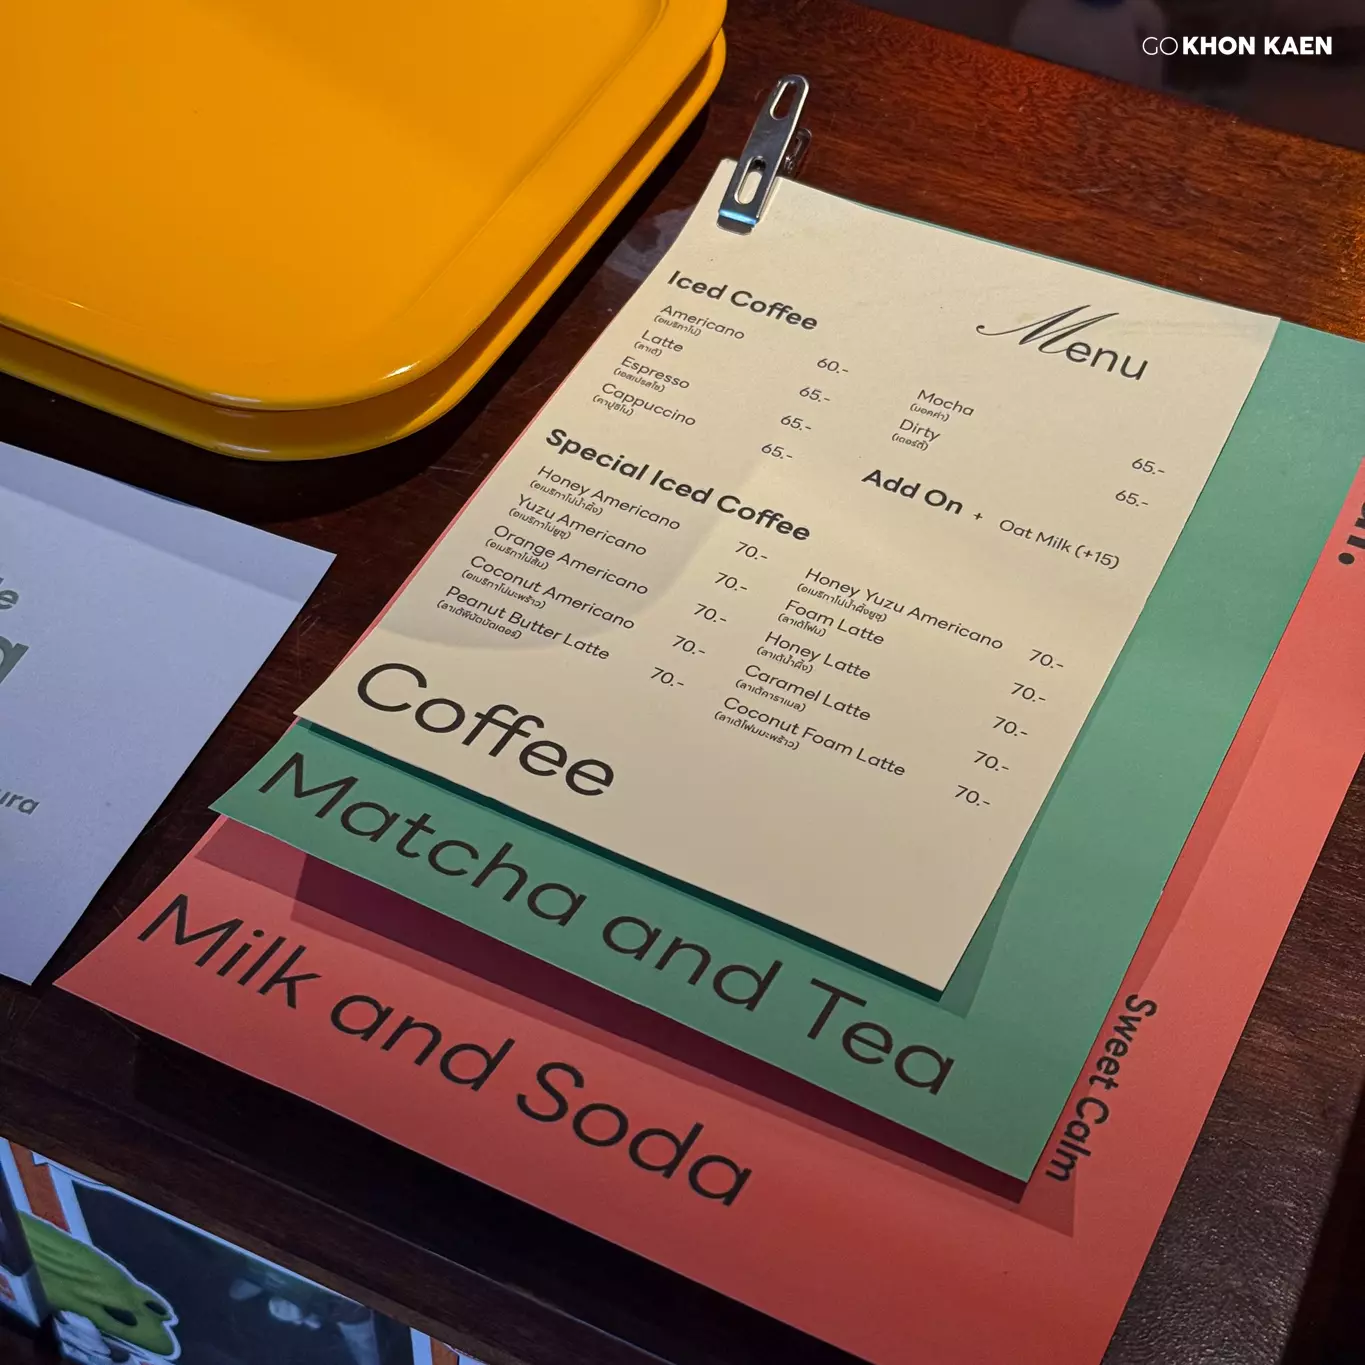 GO KHON KAEN
Menu
Iced Coffee
Americano 60.-
(อเมริกาโน่)
Latte 65.-
(ลาเต้)
Espresso 65.-
(เอสเปรสโซ)
Cappuccino 65.-
(คาปูชิโน)
Mocha 65.-
(มอคค่า)
Dirty 65.-
(เดอร์ตี้)
Add On + Oat Milk (+15)
Special Iced Coffee
Honey Americano 70.-
(อเมริกาโน่น้ำผึ้ง)
Yuzu Americano 70.-
(อเมริกาโน่ยูซุ)
Orange Americano 70.-
(อเมริกาโน่ส้ม)
Coconut Americano 70.-
(อเมริกาโน่มะพร้าว)
Peanut Butter Latte 70.-
(ลาเต้พีนัตบัตเตอร์)
Honey Yuzu Americano 70.-
(อเมริกาโน่น้ำผึ้งยูซุ)
Foam Latte 70.-
(ลาเต้โฟม)
Honey Latte 70.-
(ลาเต้น้ำผึ้ง)
Caramel Latte 70.-
(ลาเต้คาราเมล)
Coconut Foam Latte 70.-
(ลาเต้โฟมมะพร้าว)
Coffee
Matcha and Tea
Milk and Soda
Sweet Calm